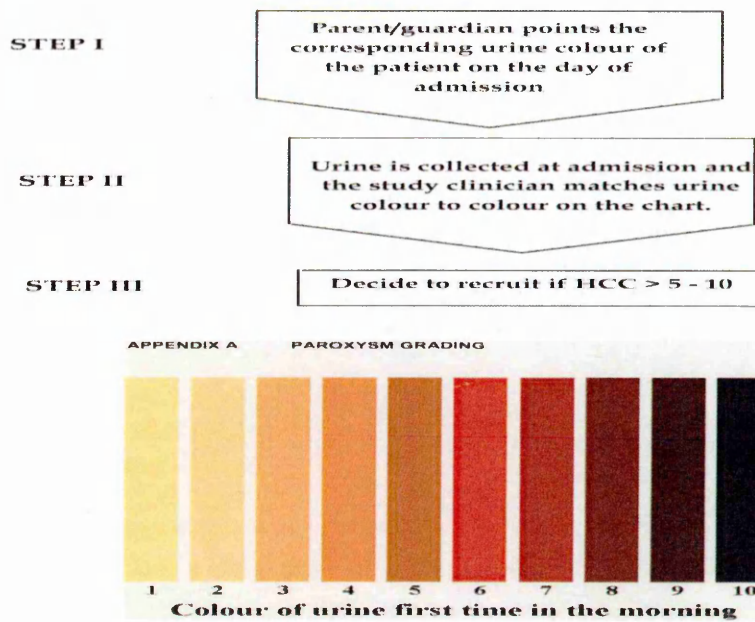 STEP I
Parent/guardian points the
corresponding urine colour of
the patient on the day of
admission
STEP II
Urine is collected at admission and
the study clinician matches urine
colour to colour on the chart.
STEP III
Decide to recruit if HCC > 5 - 10
APPENDIX A PAROXYSM GRADING
1 2 3 4 5 6 7 8 9 10
Colour of urine first time in the morning